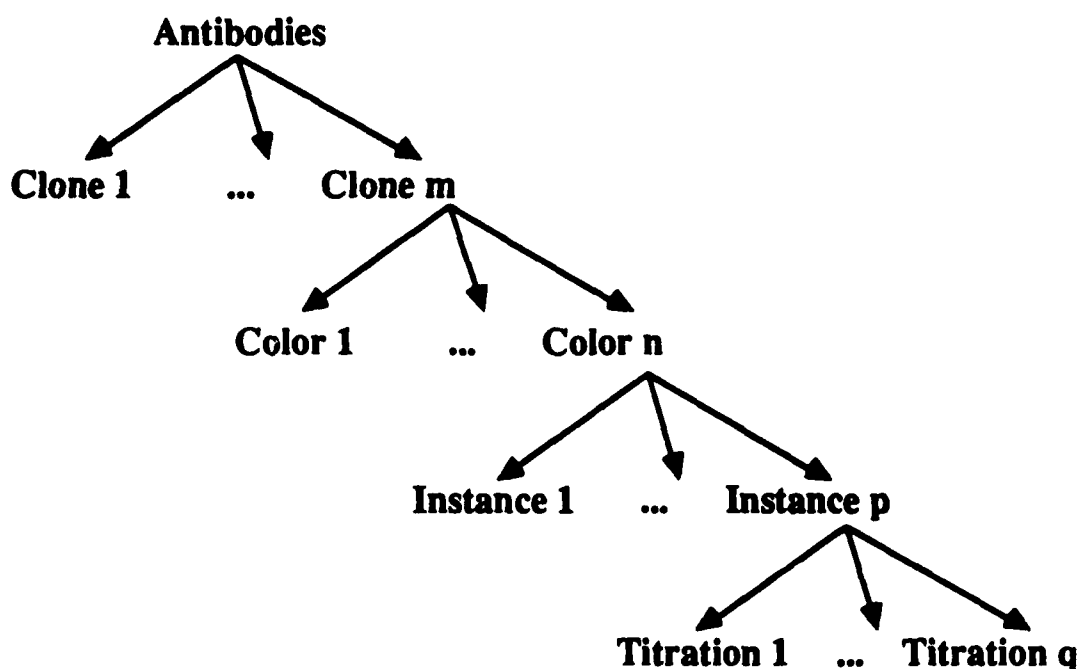 Antibodies
Clone 1 ... Clone m
Color 1 ... Color n
Instance 1 ... Instance p
Titration 1 ... Titration q